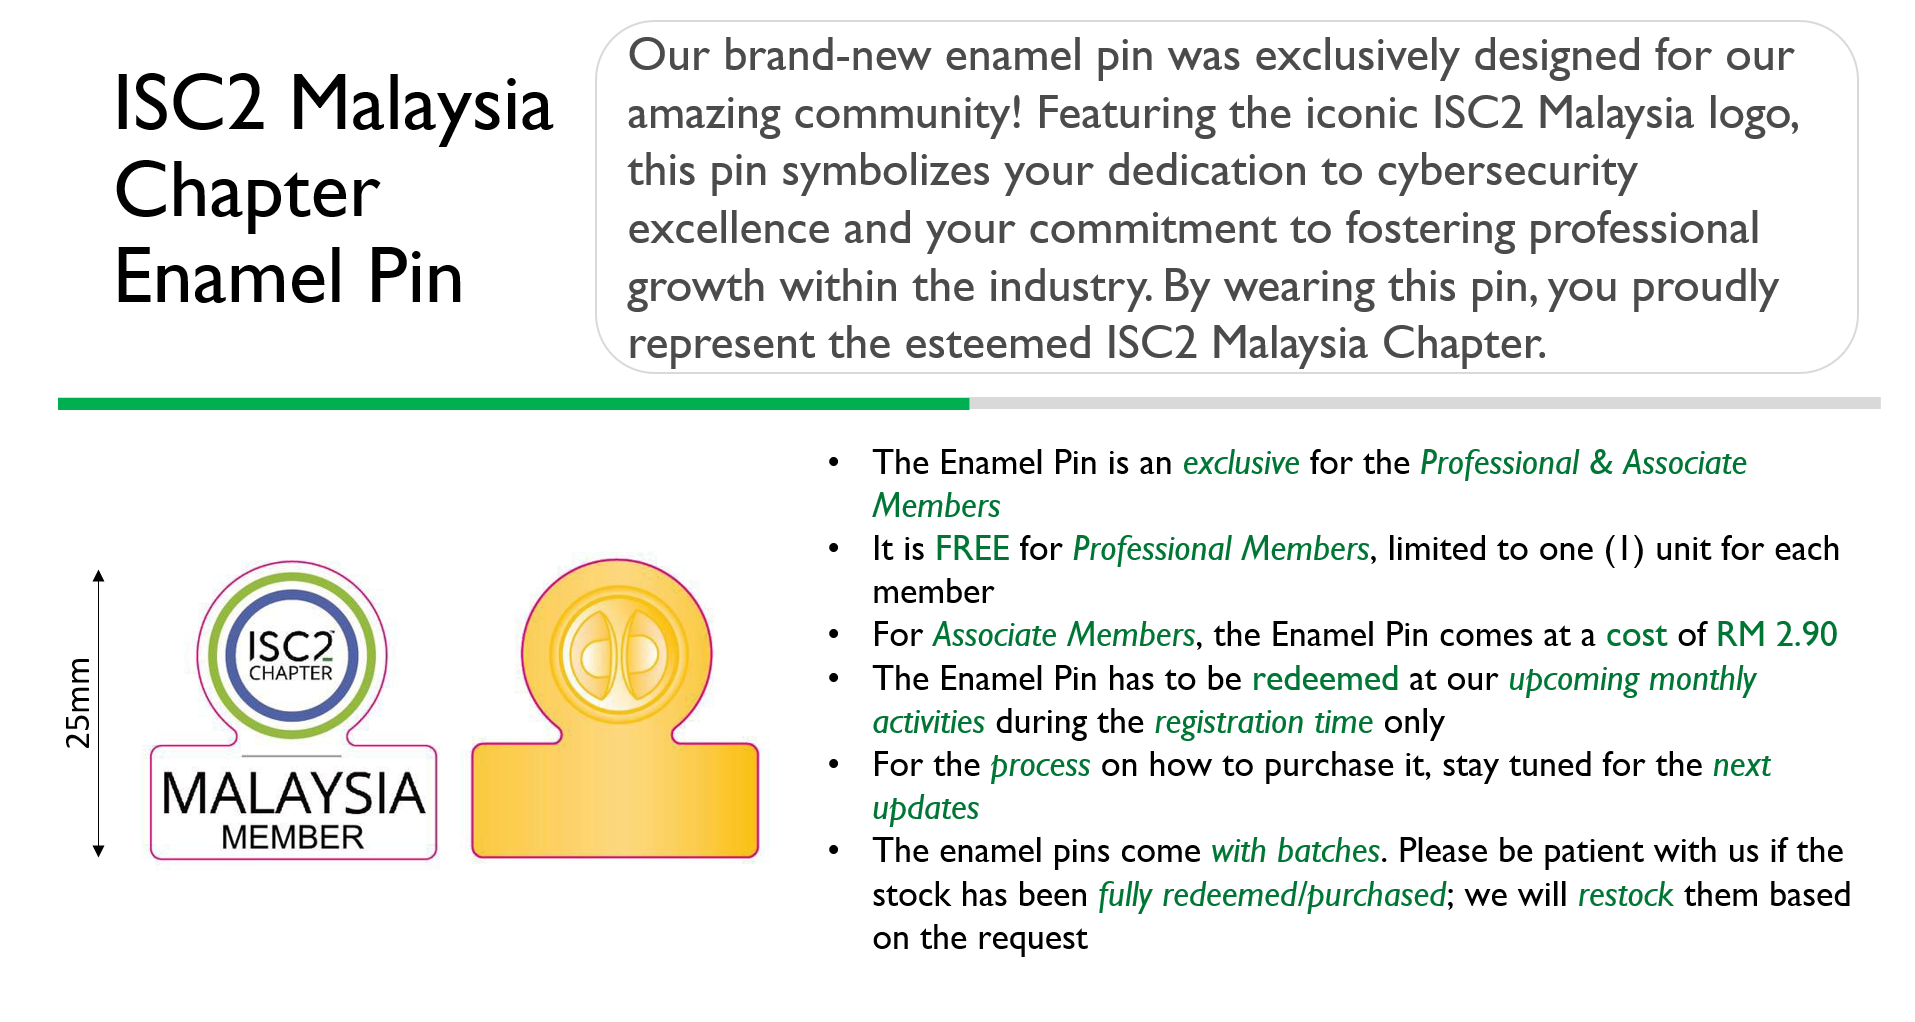 ISC2 Malaysia
Chapter
Enamel Pin
Our brand-new enamel pin was exclusively designed for our
amazing community! Featuring the iconic ISC2 Malaysia logo,
this pin symbolizes your dedication to cybersecurity
excellence and your commitment to fostering professional
growth within the industry. By wearing this pin, you proudly
represent the esteemed ISC2 Malaysia Chapter.
25mm
ISC2™
CHAPTER
MALAYSIA
MEMBER
• The Enamel Pin is an exclusive for the Professional & Associate
Members
• It is FREE for Professional Members, limited to one (1) unit for each
member
• For Associate Members, the Enamel Pin comes at a cost of RM 2.90
• The Enamel Pin has to be redeemed at our upcoming monthly
activities during the registration time only
• For the process on how to purchase it, stay tuned for the next
updates
• The enamel pins come with batches. Please be patient with us if the
stock has been fully redeemed/purchased; we will restock them based
on the request